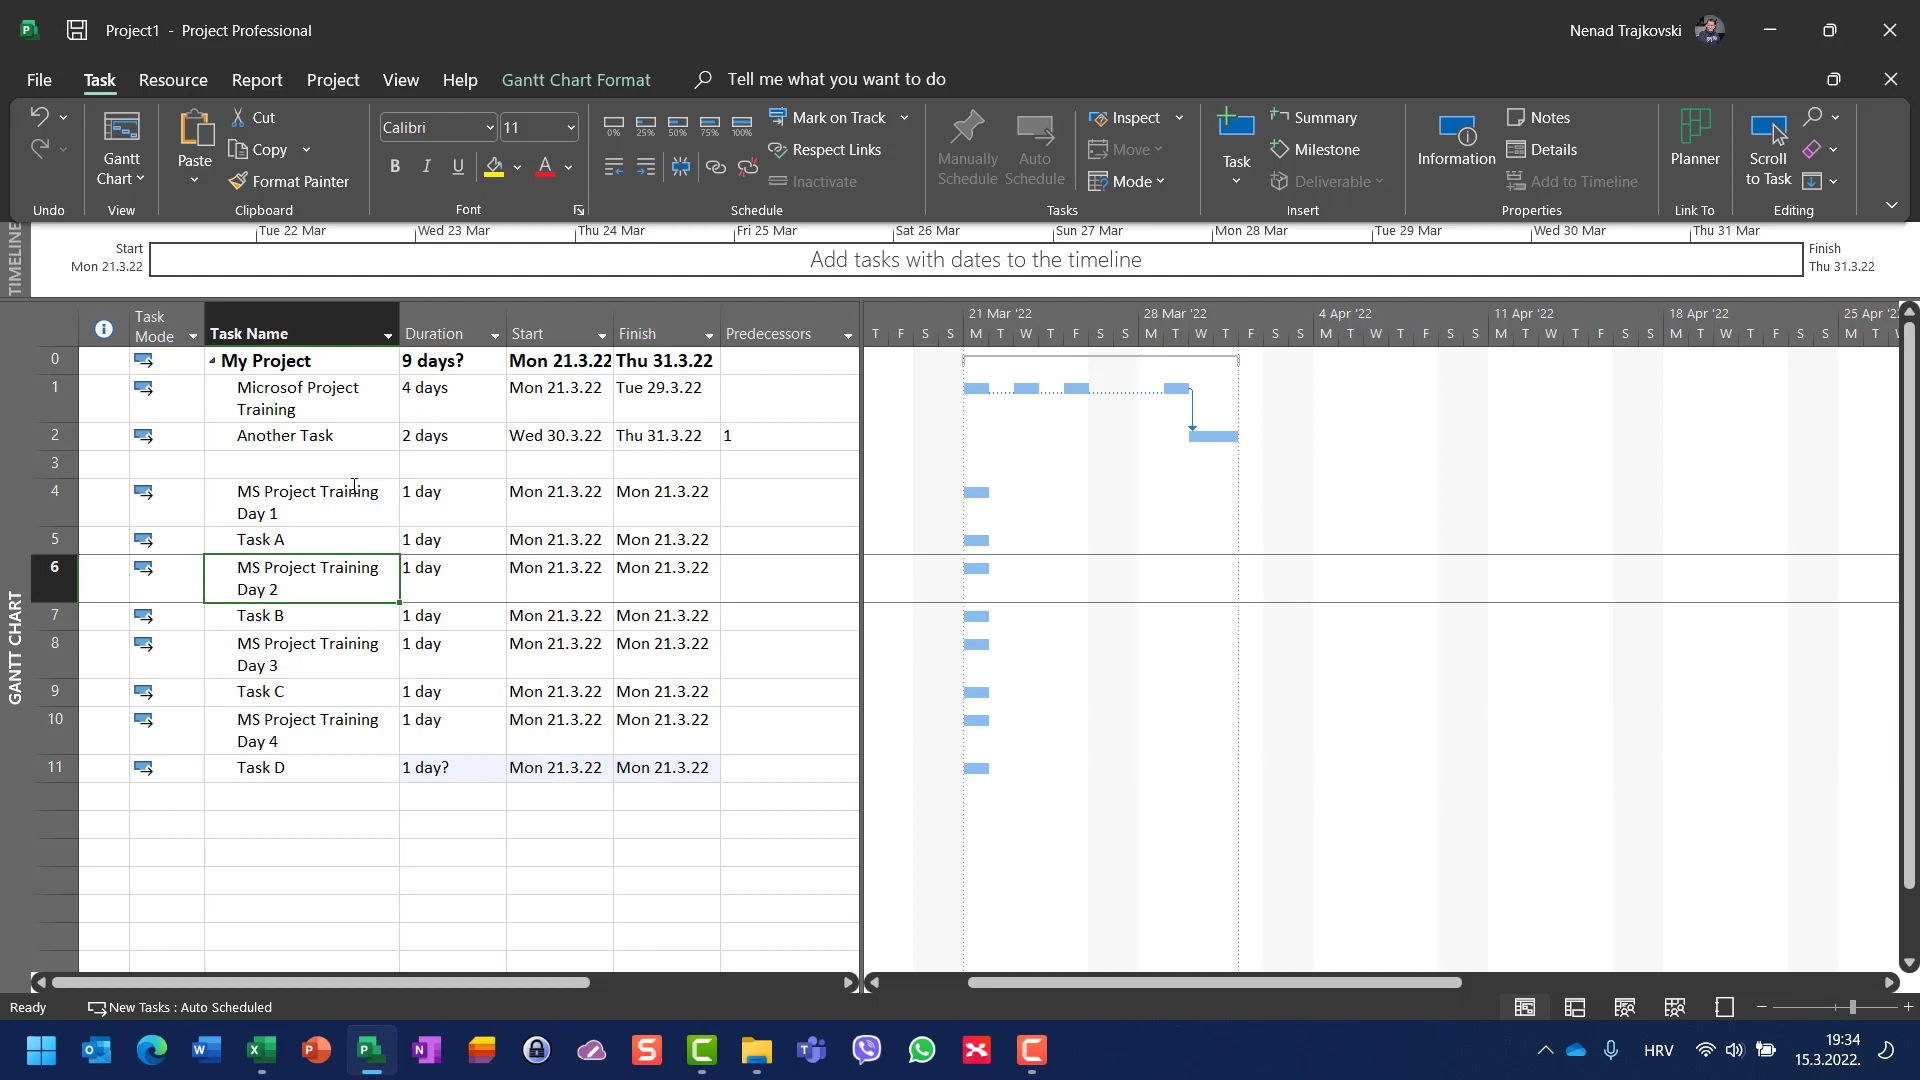 Project1 - Project Professional
Nenad Trajkovski
File Task Resource Report Project View Help Gantt Chart Format Tell me what you want to do
Gantt Chart
Paste
Cut
Copy
Format Painter
Calibri 11
B I U A
0% 25% 50% 75% 100%
Mark on Track
Respect Links
Inactivate
Manually Schedule
Auto Schedule
Inspect
Move
Mode
Task
Summary
Milestone
Deliverable
Information
Notes
Details
Add to Timeline
Planner
Scroll to Task
Undo View Clipboard Font Schedule Tasks Insert Properties Link To Editing
TIMELINE
Tue 22 Mar Wed 23 Mar Thu 24 Mar Fri 25 Mar Sat 26 Mar Sun 27 Mar Mon 28 Mar Tue 29 Mar Wed 30 Mar Thu 31 Mar
Start
Mon 21.3.22
Add tasks with dates to the timeline
Finish
Thu 31.3.22
GANTT CHART
Task Mode Task Name Duration Start Finish Predecessors
21 Mar '22 28 Mar '22 4 Apr '22 11 Apr '22 18 Apr '22 25 Apr '2
T F S S M T W T F S S M T W T F S S M T W T F S S M T W T F S S M T W T F S S M T W
0 My Project 9 days? Mon 21.3.22 Thu 31.3.22
1 Microsof Project Training 4 days Mon 21.3.22 Tue 29.3.22
2 Another Task 2 days Wed 30.3.22 Thu 31.3.22 1
3
4 MS Project Training Day 1 1 day Mon 21.3.22 Mon 21.3.22
5 Task A 1 day Mon 21.3.22 Mon 21.3.22
6 MS Project Training Day 2 1 day Mon 21.3.22 Mon 21.3.22
7 Task B 1 day Mon 21.3.22 Mon 21.3.22
8 MS Project Training Day 3 1 day Mon 21.3.22 Mon 21.3.22
9 Task C 1 day Mon 21.3.22 Mon 21.3.22
10 MS Project Training Day 4 1 day Mon 21.3.22 Mon 21.3.22
11 Task D 1 day? Mon 21.3.22 Mon 21.3.22
Ready New Tasks : Auto Scheduled
HRV
19:34
15.3.2022.